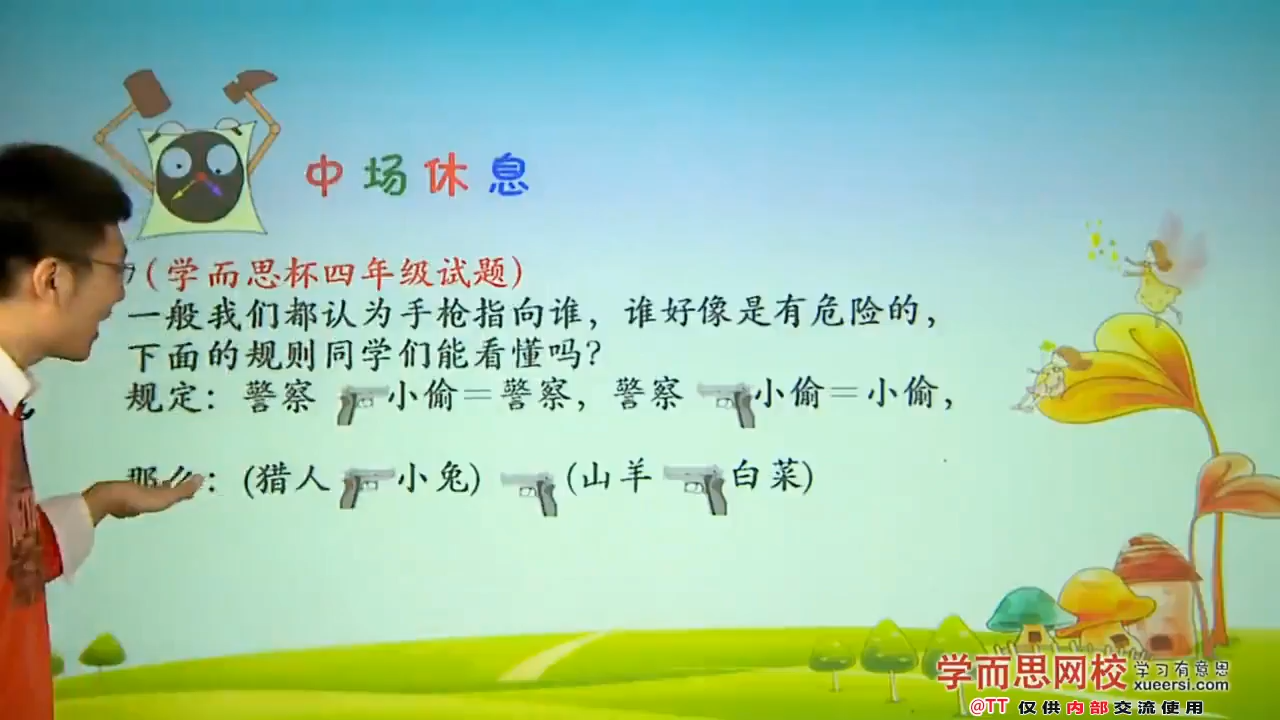 中场休息
(学而思杯四年级试题)
一般我们都认为手枪指向谁，谁好像是有危险的，
下面的规则同学们能看懂吗？
规定：警察 小偷＝警察，警察 小偷＝小偷，
那么：(猎人 小兔) (山羊 白菜)
学而思网校 学习有意思
xueersi.com
@TT 仅供内部交流使用